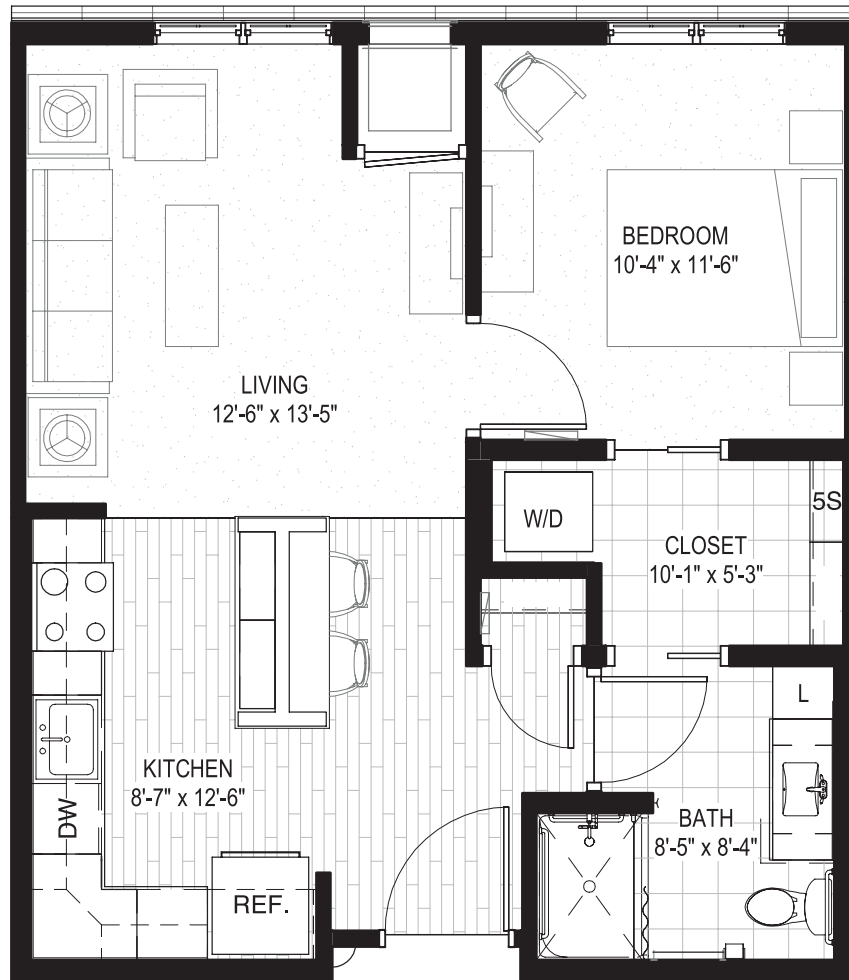 BEDROOM
10'-4" x 11'-6"
LIVING
12'-6" x 13'-5"
5S
W/D
CLOSET
10'-1" x 5'-3"
L
KITCHEN
8'-7" x 12'-6"
DW
BATH
8'-5" x 8'-4"
REF.